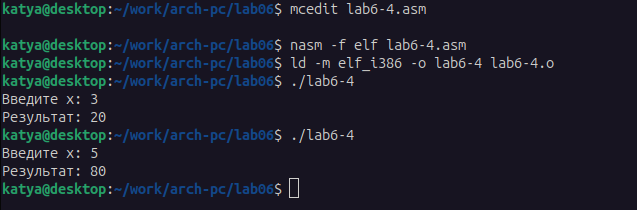 katya@desktop:~/work/arch-pc/lab06$ mcedit lab6-4.asm
katya@desktop:~/work/arch-pc/lab06$ nasm -f elf lab6-4.asm
katya@desktop:~/work/arch-pc/lab06$ ld -m elf_i386 -o lab6-4 lab6-4.o
katya@desktop:~/work/arch-pc/lab06$ ./lab6-4
Введите x: 3
Результат: 20
katya@desktop:~/work/arch-pc/lab06$ ./lab6-4
Введите x: 5
Результат: 80
katya@desktop:~/work/arch-pc/lab06$